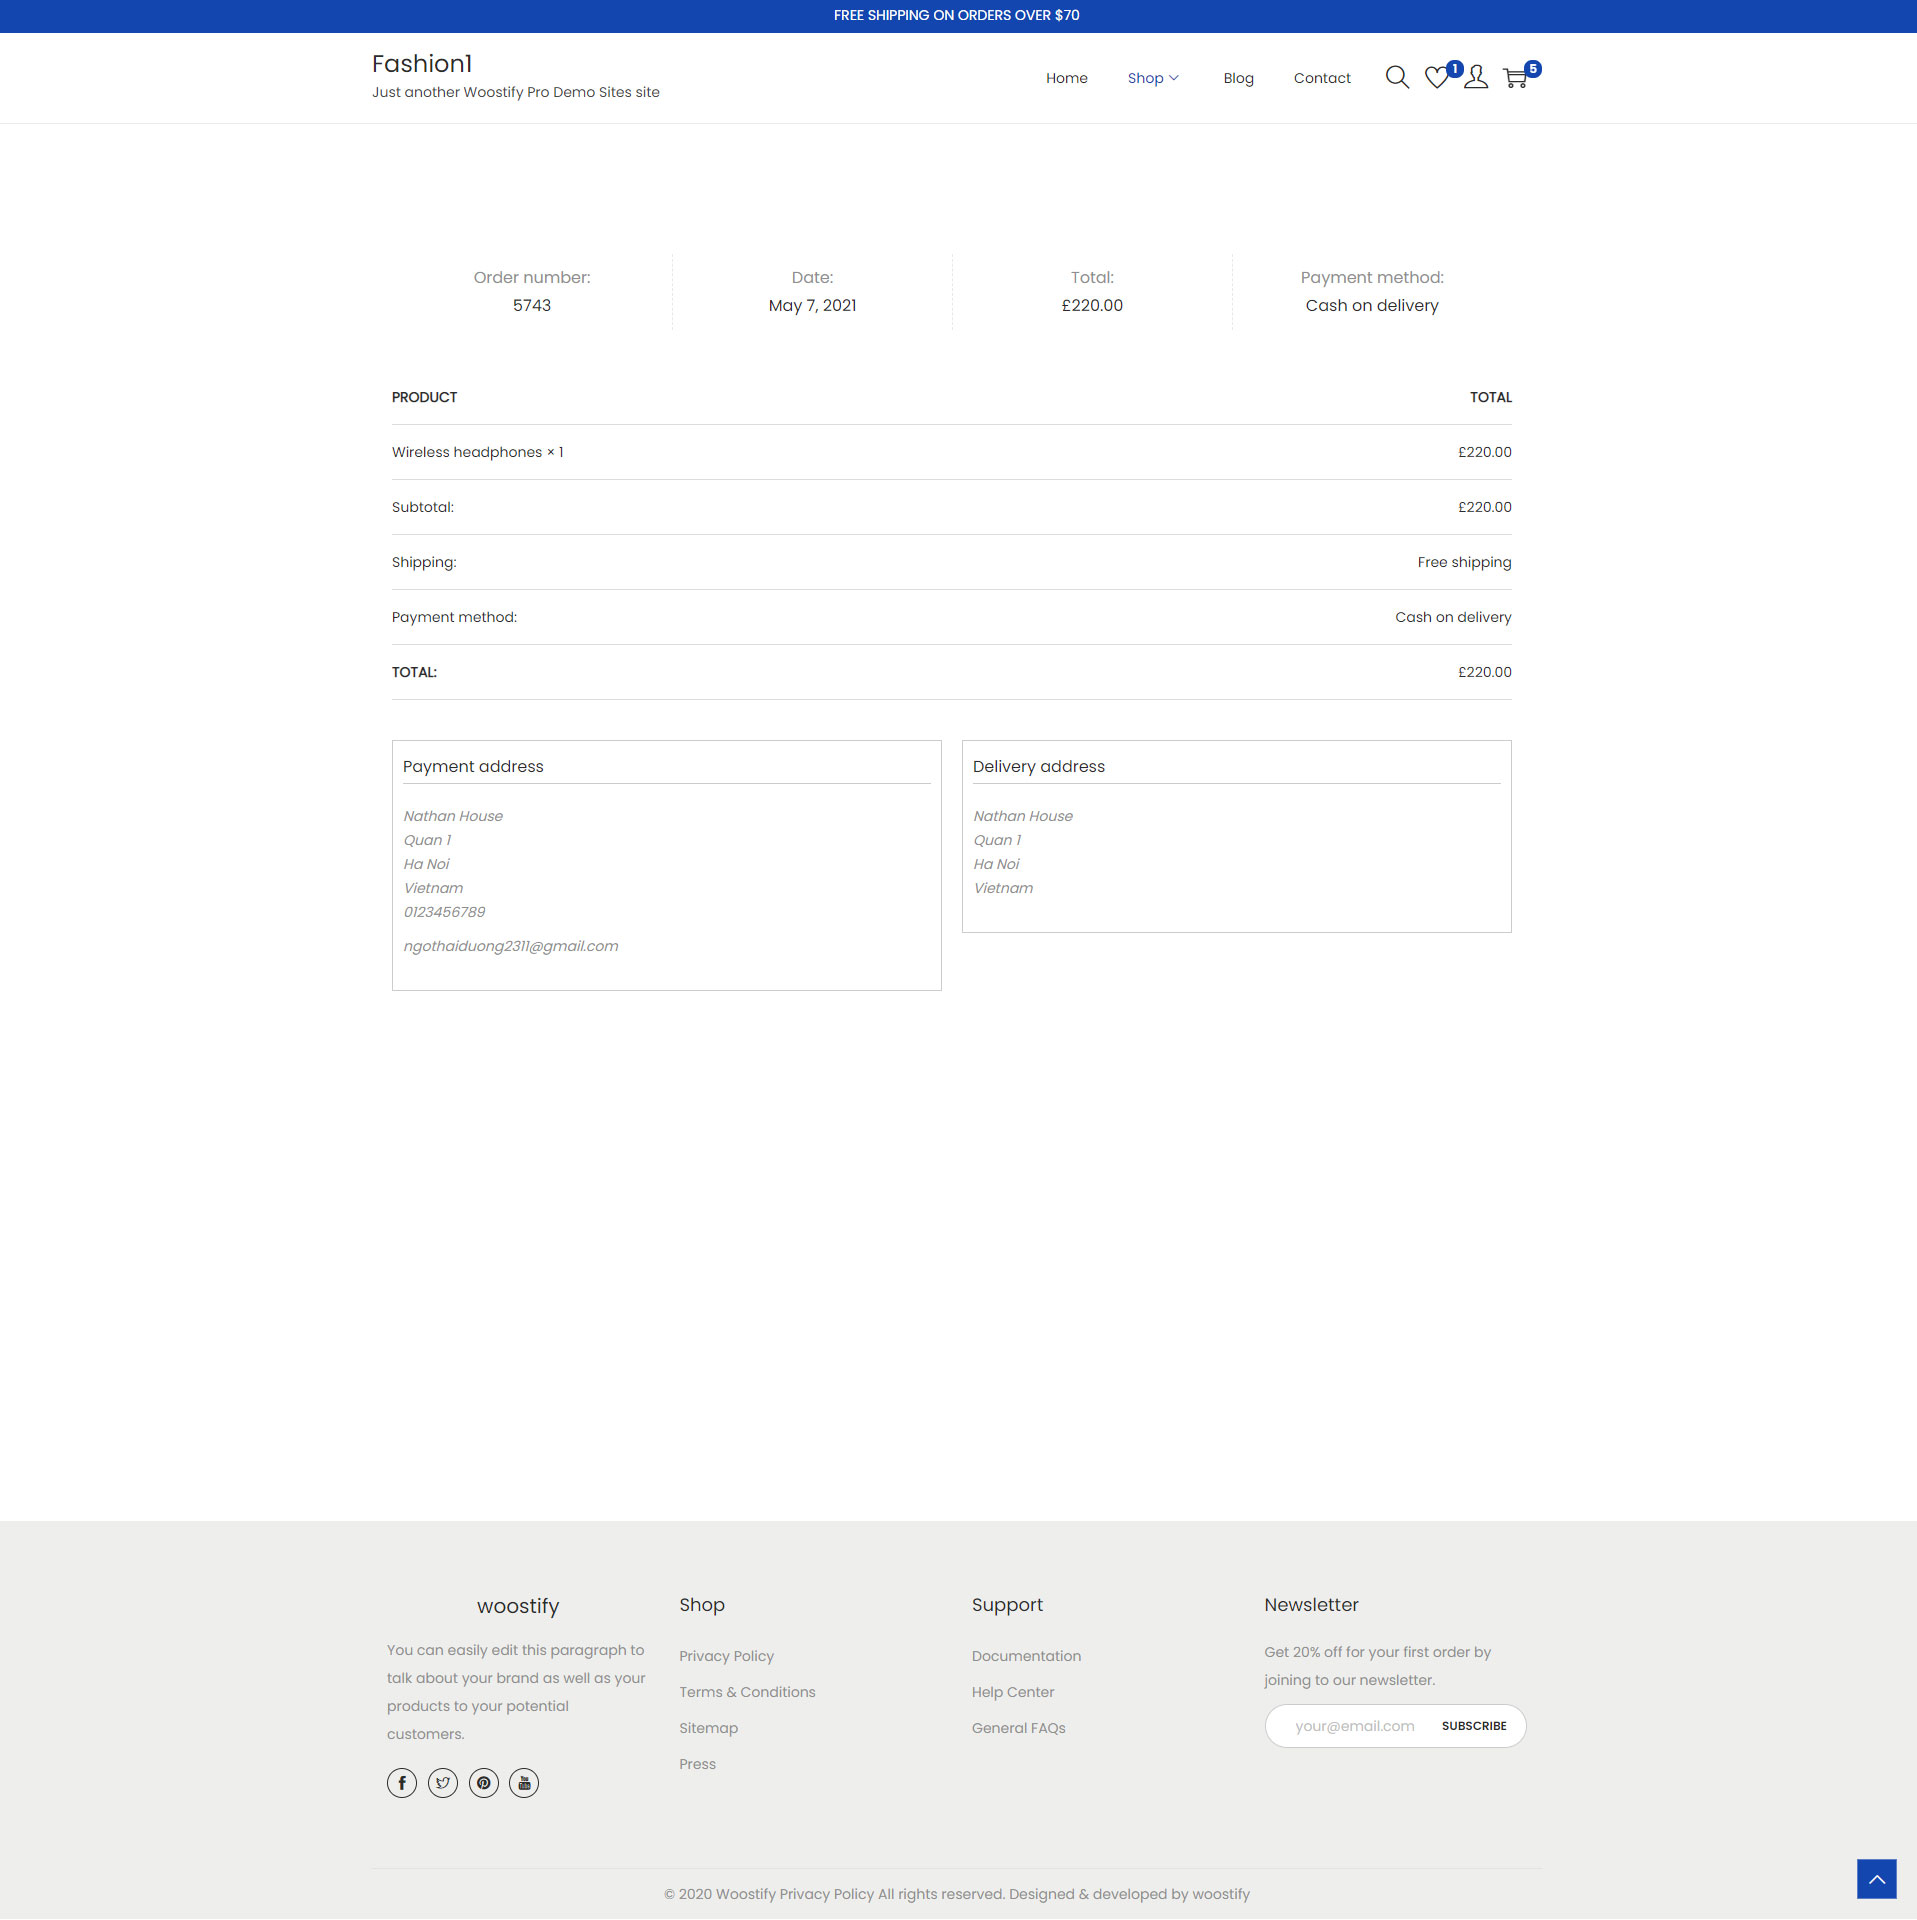 FREE SHIPPING ON ORDERS OVER $70
Fashion1
Just another Woostify Pro Demo Sites site
Home Shop Blog Contact 1 5
Order number: Date: Total: Payment method:
5743 May 7, 2021 £220.00 Cash on delivery
PRODUCT TOTAL
Wireless headphones × 1 £220.00
Subtotal: £220.00
Shipping: Free shipping
Payment method: Cash on delivery
TOTAL: £220.00
Payment address
Nathan House
Quan 1
Ha Noi
Vietnam
0123456789
ngothaiduong2311@gmail.com
Delivery address
Nathan House
Quan 1
Ha Noi
Vietnam
woostify
You can easily edit this paragraph to
talk about your brand as well as your
products to your potential
customers.
Shop
Privacy Policy
Terms & Conditions
Sitemap
Press
Support
Documentation
Help Center
General FAQs
Newsletter
Get 20% off for your first order by
joining to our newsletter.
your@email.com SUBSCRIBE
© 2020 Woostify Privacy Policy All rights reserved. Designed & developed by woostify